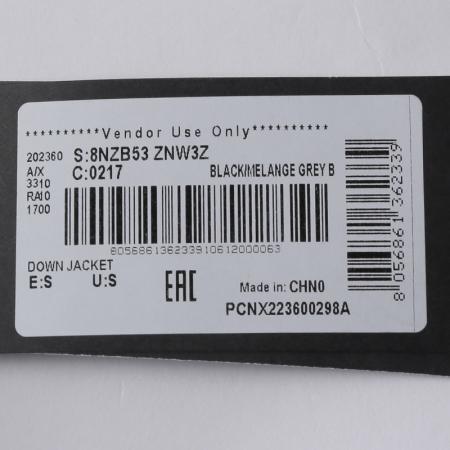 **********Vendor Use Only**********
202360 S:8NZB53 ZNW3Z
A/X C:0217 BLACK/MELANGE GREY B
3310
RA10
1700
805686136233910612000063
DOWN JACKET
E:S U:S
EAC
Made in: CHN0
PCNX223600298A
8 056861 362339